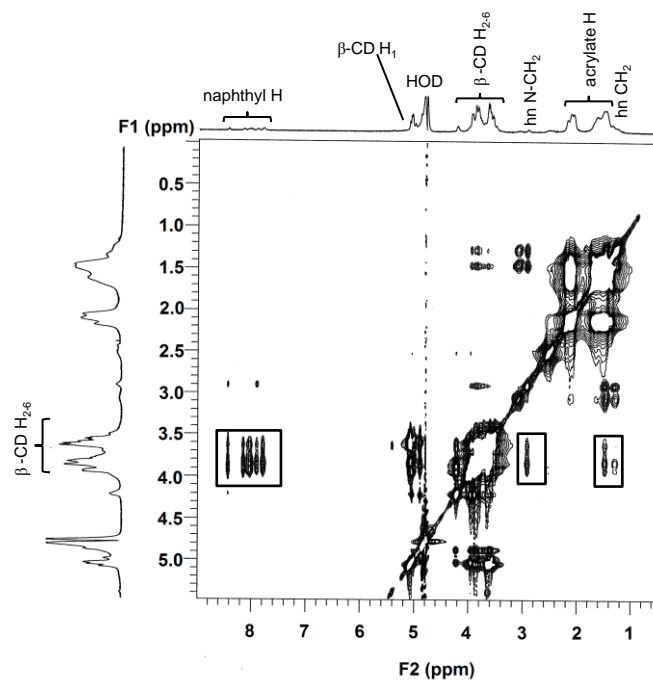 β-CD H₁
HOD
β-CD H₂₋₆
hn N-CH₂
acrylate H
hn CH₂
naphthyl H
F1 (ppm)
0.5
1.0
1.5
2.0
2.5
3.0
3.5
4.0
4.5
5.0
β-CD H₂₋₆
8 7 6 5 4 3 2 1
F2 (ppm)